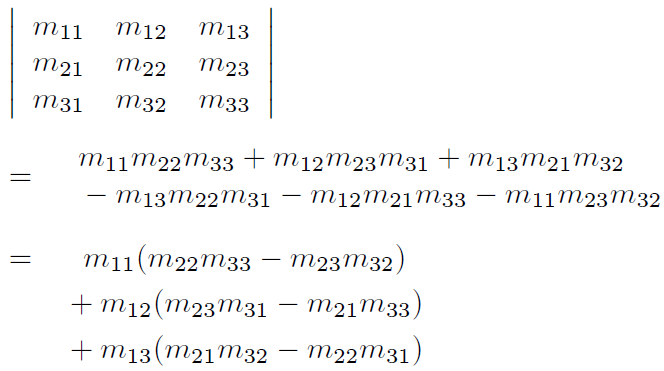 | m₁₁ m₁₂ m₁₃ |
| m₂₁ m₂₂ m₂₃ |
| m₃₁ m₃₂ m₃₃ |
= m₁₁m₂₂m₃₃ + m₁₂m₂₃m₃₁ + m₁₃m₂₁m₃₂
− m₁₃m₂₂m₃₁ − m₁₂m₂₁m₃₃ − m₁₁m₂₃m₃₂
= m₁₁(m₂₂m₃₃ − m₂₃m₃₂)
+ m₁₂(m₂₃m₃₁ − m₂₁m₃₃)
+ m₁₃(m₂₁m₃₂ − m₂₂m₃₁)